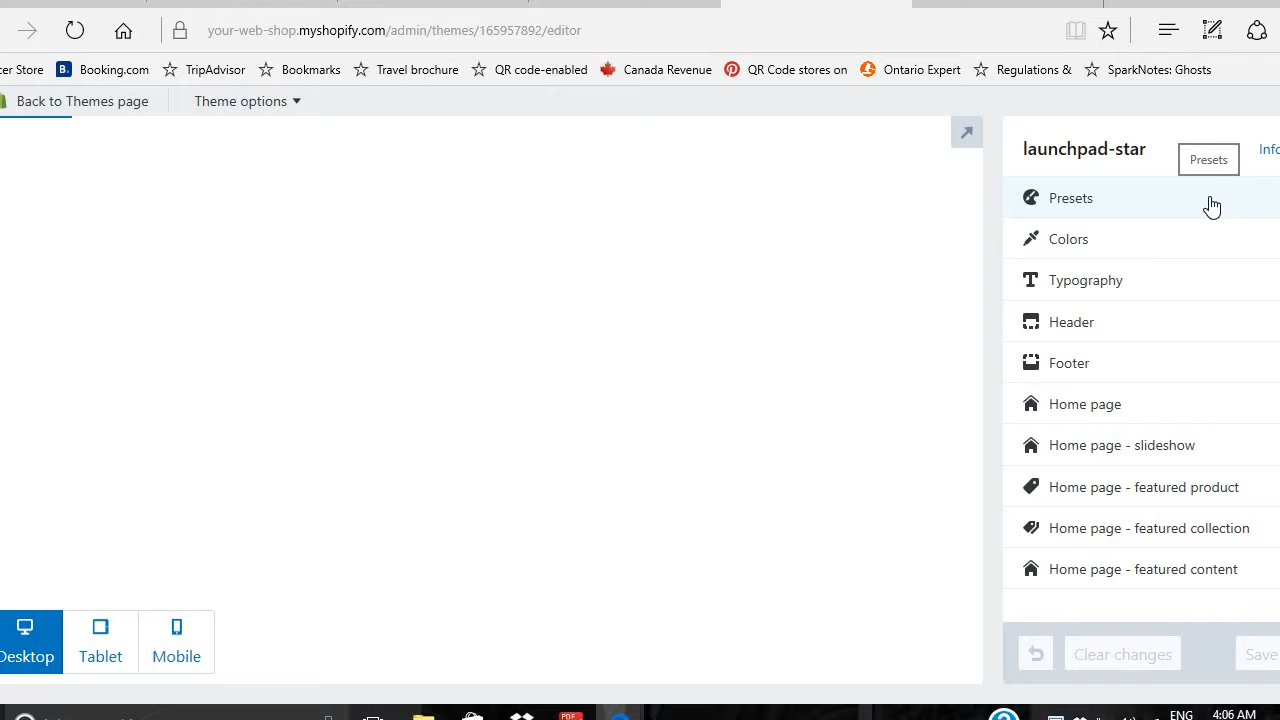 your-web-shop.myshopify.com/admin/themes/165957892/editor
er Store B. Booking.com TripAdvisor Bookmarks Travel brochure QR code-enabled Canada Revenue QR Code stores on Ontario Expert Regulations & SparkNotes: Ghosts
Back to Themes page Theme options
launchpad-star Presets Info
Presets
Colors
Typography
Header
Footer
Home page
Home page - slideshow
Home page - featured product
Home page - featured collection
Home page - featured content
Desktop Tablet Mobile
Clear changes Save
PDF ENG 4:06 AM